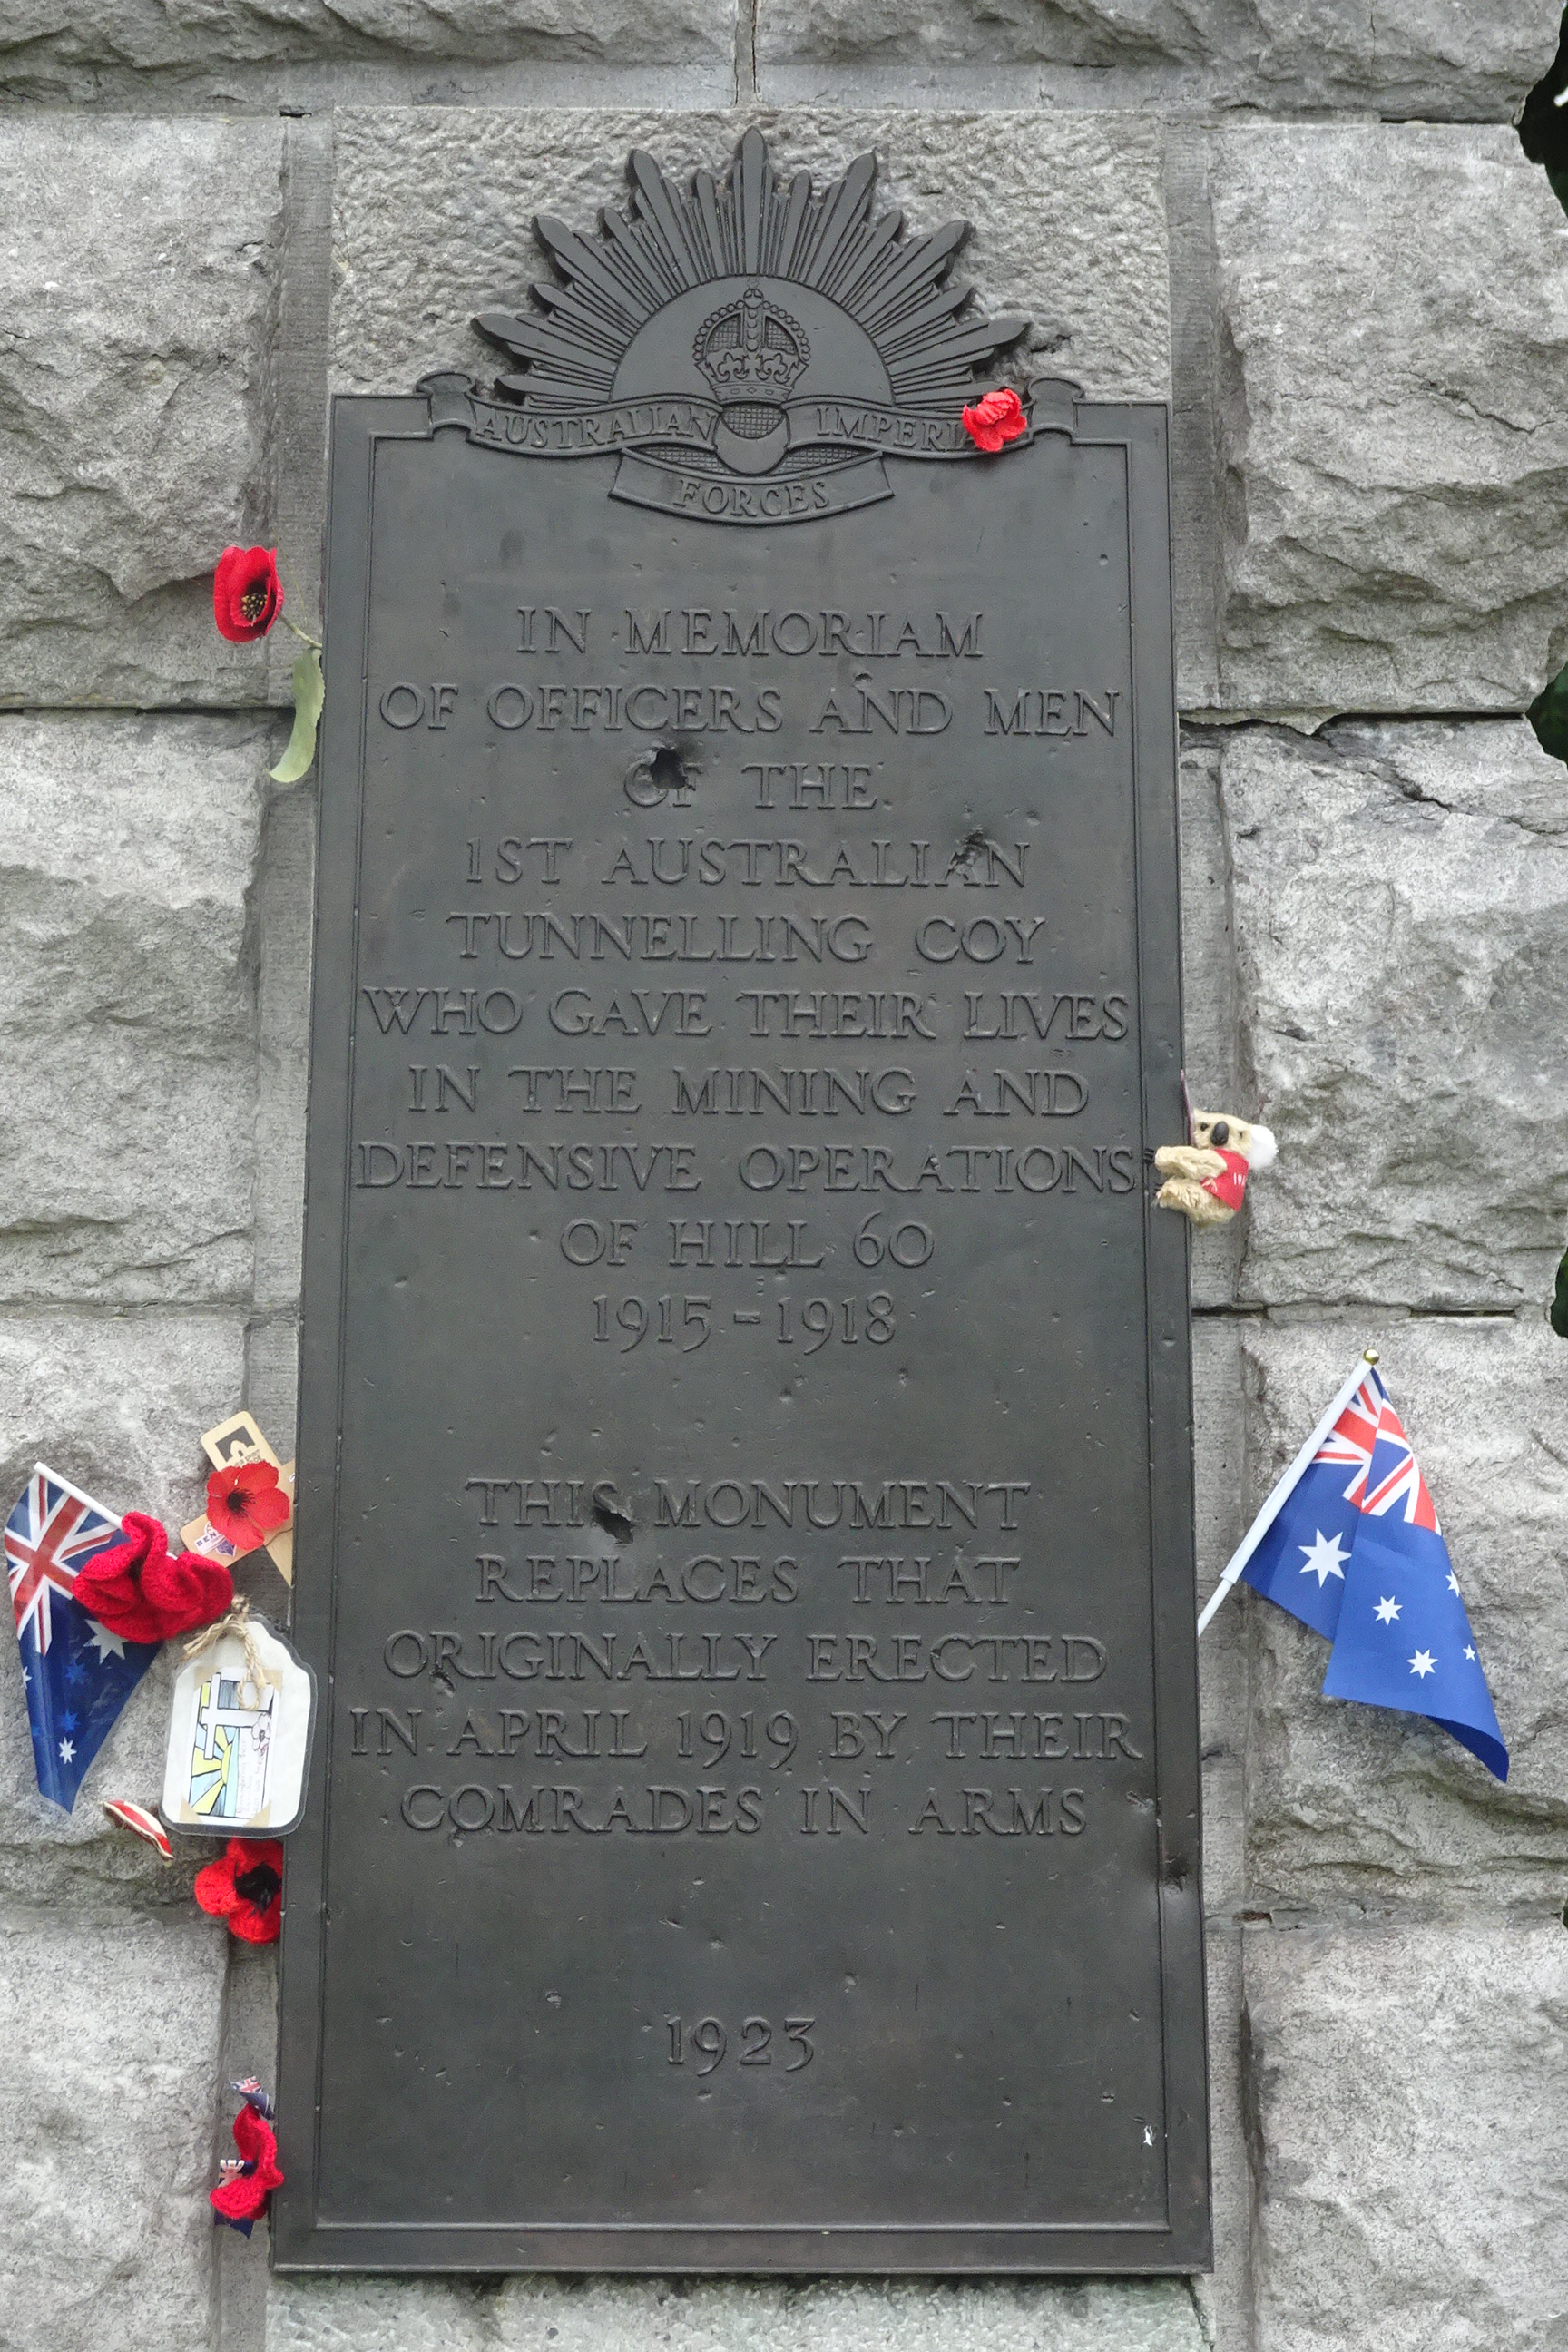 AUSTRALIAN IMPERIA
FORCES
IN MEMORIAM
OF OFFICERS AND MEN
OF THE
1ST AUSTRALIAN
TUNNELLING COY
WHO GAVE THEIR LIVES
IN THE MINING AND
DEFENSIVE OPERATIONS
OF HILL 60
1915-1918
THIS MONUMENT
REPLACES THAT
ORIGINALLY ERECTED
IN APRIL 1919 BY THEIR
COMRADES IN ARMS
1923